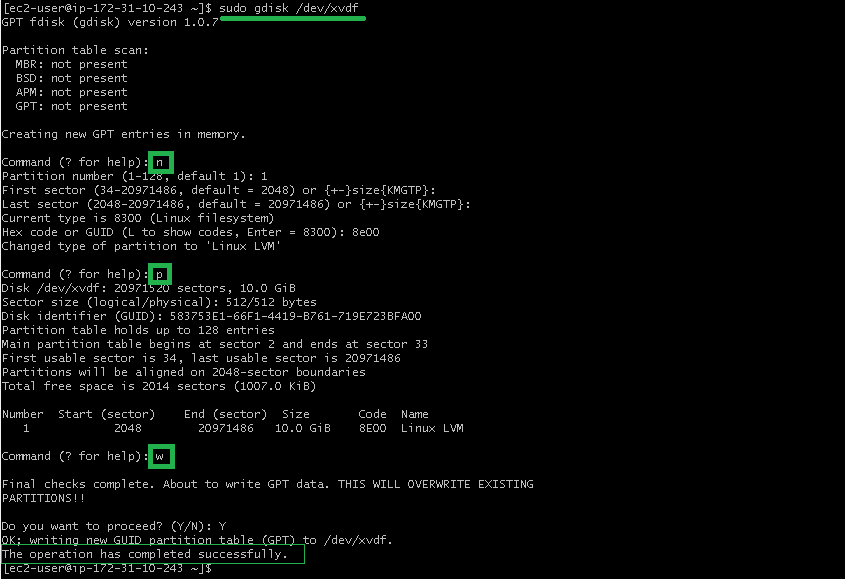 [ec2-user@ip-172-31-10-243 ~]$ sudo gdisk /dev/xvdf
GPT fdisk (gdisk) version 1.0.7
Partition table scan:
  MBR: not present
  BSD: not present
  APM: not present
  GPT: not present
Creating new GPT entries in memory.
Command (? for help): n
Partition number (1-128, default 1): 1
First sector (34-20971486, default = 2048) or {+-}size{KMGTP}:
Last sector (2048-20971486, default = 20971486) or {+-}size{KMGTP}:
Current type is 8300 (Linux filesystem)
Hex code or GUID (L to show codes, Enter = 8300): 8e00
Changed type of partition to 'Linux LVM'
Command (? for help): p
Disk /dev/xvdf: 20971520 sectors, 10.0 GiB
Sector size (logical/physical): 512/512 bytes
Disk identifier (GUID): 583753E1-66F1-4419-B761-719E723BFA00
Partition table holds up to 128 entries
Main partition table begins at sector 2 and ends at sector 33
First usable sector is 34, last usable sector is 20971486
Partitions will be aligned on 2048-sector boundaries
Total free space is 2014 sectors (1007.0 KiB)
Number  Start (sector)    End (sector)  Size       Code  Name
   1            2048        20971486   10.0 GiB    8E00  Linux LVM
Command (? for help): w
Final checks complete. About to write GPT data. THIS WILL OVERWRITE EXISTING
PARTITIONS!!
Do you want to proceed? (Y/N): Y
OK; writing new GUID partition table (GPT) to /dev/xvdf.
The operation has completed successfully.
[ec2-user@ip-172-31-10-243 ~]$